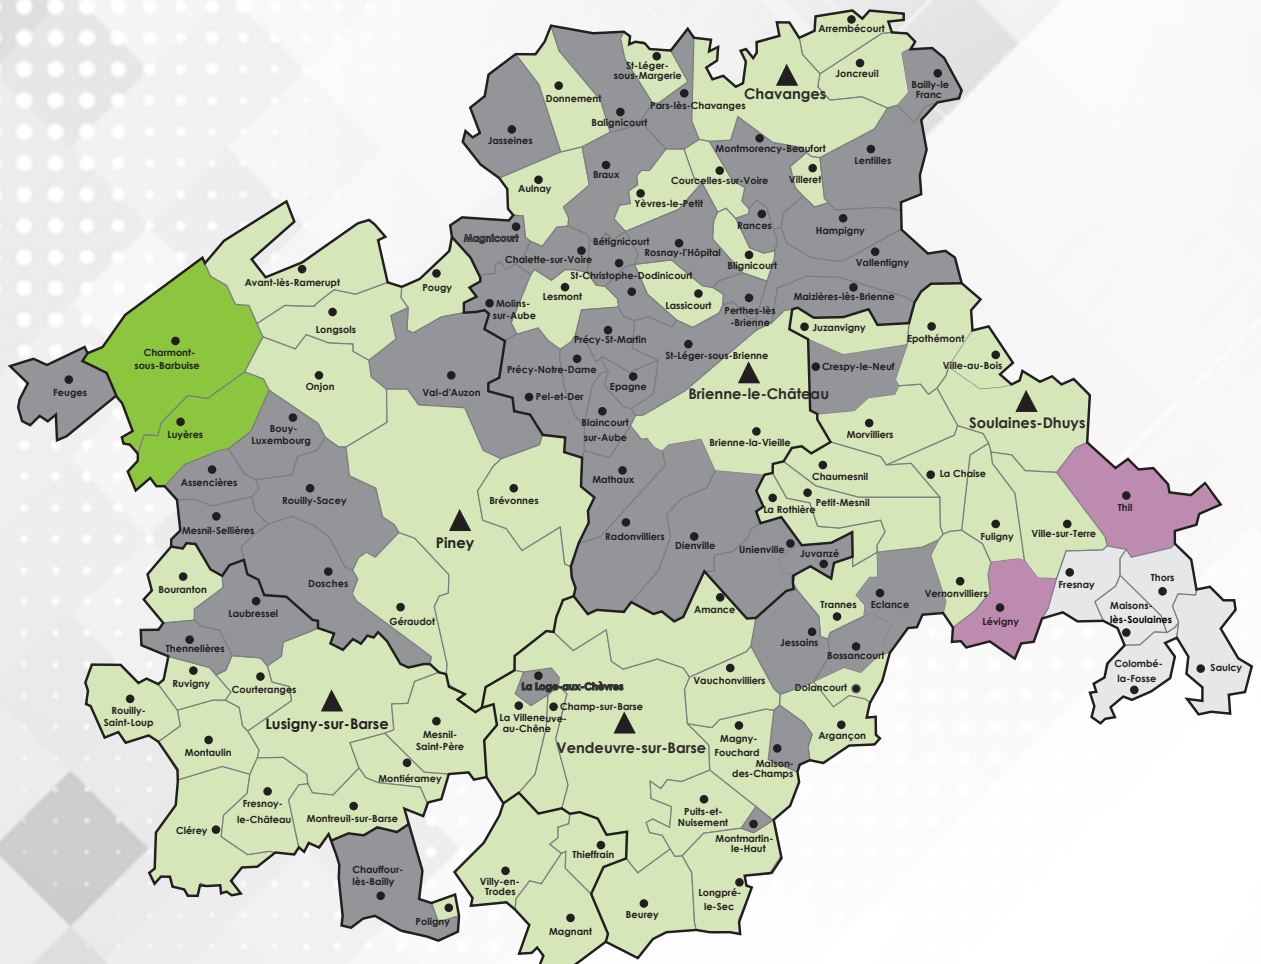 Arrembécourt
St-Léger-
sous-Margerie
Joncreuil
Bailly-le
Franc
Donnement
Chavanges
Pars-lès-Chavanges
Balignicourt
Jasseines
Montmorency-Beaufort
Lentilles
Braux
Courcelles-sur-Voire
Villeret
Aulnay
Yèvres-le-Petit
Rances
Hampigny
Magnicourt
Bétignicourt
Rosnay-l'Hôpital
Chalette-sur-Voire
Blignicourt
Vallentigny
St-Christophe-Dodinicourt
Avant-lès-Ramerupt
Pougy
Lesmont
Lassicourt
Maizières-lès-Brienne
Molins-
sur-Aube
Perthes-lès
-Brienne
Longsols
Juzanvigny
Précy-St-Martin
Epothémont
Charmont-
sous-Barbuise
St-Léger-sous-Brienne
Précy-Notre-Dame
Crespy-le-Neuf
Ville-au-Bois
Feuges
Onjon
Val-d'Auzon
Epagne
Brienne-le-Château
Pel-et-Der
Blaincourt
sur-Aube
Soulaines-Dhuys
Luyères
Bouy-
Luxembourg
Brienne-la-Vieille
Morvilliers
Assencières
Mathaux
Chaumesnil
La Chaise
Rouilly-Sacey
Brévonnes
La Rothière
Petit-Mesnil
Thil
Mesnil-Sellières
Piney
Radonvilliers
Dienville
Unienville
Juvanzé
Fuligny
Ville-sur-Terre
Bouranton
Dosches
Fresnay
Thors
Laubressel
Géraudot
Amance
Trannes
Eclance
Vernonvilliers
Maisons-
lès-Soulaines
Lévigny
Thennelières
Jessains
Bossancourt
Colombé-
la-Fosse
Saulcy
Ruvigny
Courteranges
La Loge-aux-Chèvres
Vauchonvilliers
Dolancourt
Rouilly-
Saint-Loup
Lusigny-sur-Barse
La Villeneuve-
au-Chêne
Champ-sur-Barse
Mesnil-
Saint-Père
Vendeuvre-sur-Barse
Magny-
Fouchard
Argançon
Montaulin
Maison-
des-Champs
Montiéramey
Fresnoy-
le-Château
Montreuil-sur-Barse
Puits-et-
Nuisement
Clérey
Montmartin-
le-Haut
Thieffrain
Chauffour-
lès-Bailly
Villy-en-
Trodes
Longpré-
le-Sec
Poligny
Magnant
Beurey